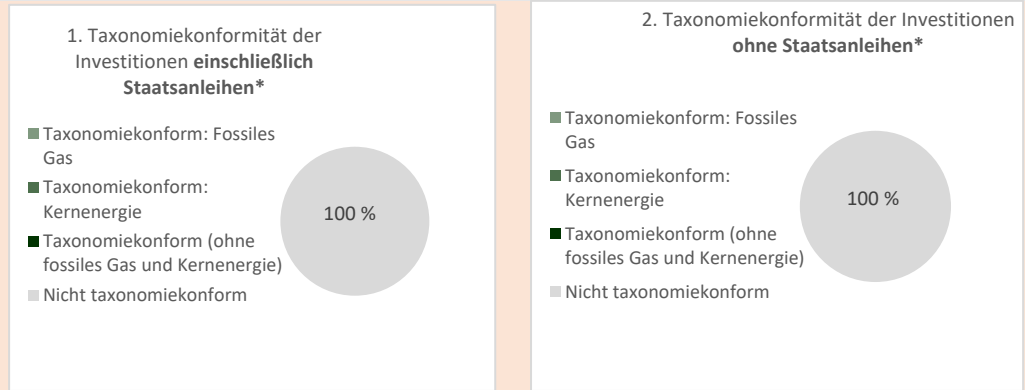 1. Taxonomiekonformität der
Investitionen einschließlich
Staatsanleihen*
Taxonomiekonform: Fossiles
Gas
Taxonomiekonform:
Kernenergie
Taxonomiekonform (ohne
fossiles Gas und Kernenergie)
Nicht taxonomiekonform
100 %
2. Taxonomiekonformität der Investitionen
ohne Staatsanleihen*
Taxonomiekonform: Fossiles
Gas
Taxonomiekonform:
Kernenergie
Taxonomiekonform (ohne
fossiles Gas und Kernenergie)
Nicht taxonomiekonform
100 %